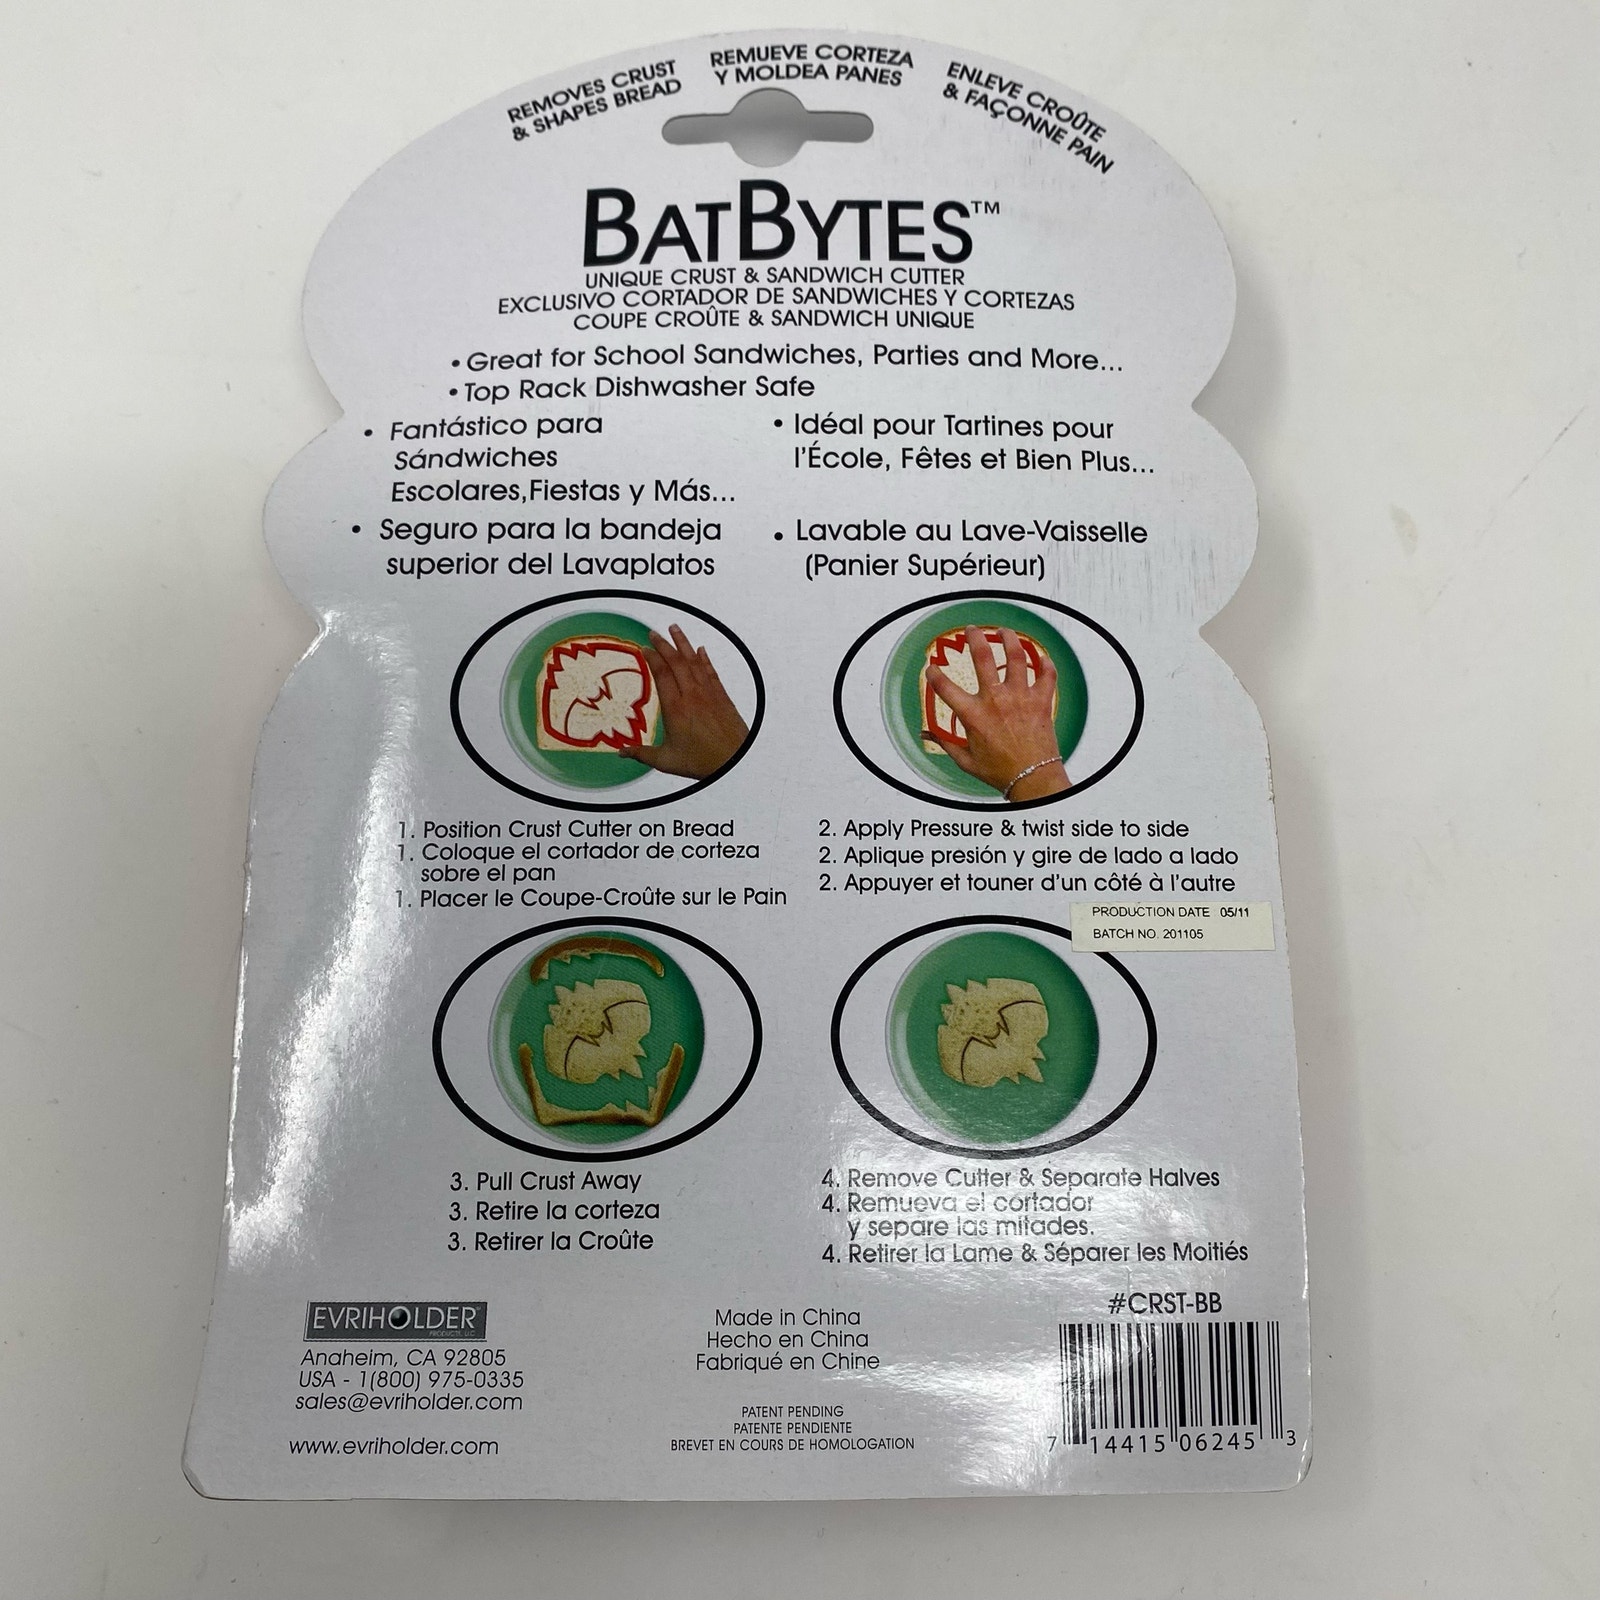 REMOVES CRUST
& SHAPES BREAD
REMUEVE CORTEZA
Y MOLDEA PANES
ENLEVE CROÛTE
& FAÇONNE PAIN
BATBYTES™
UNIQUE CRUST & SANDWICH CUTTER
EXCLUSIVO CORTADOR DE SANDWICHES Y CORTEZAS
COUPE CROÛTE & SANDWICH UNIQUE
• Great for School Sandwiches, Parties and More...
• Top Rack Dishwasher Safe
• Fantástico para
Sándwiches
Escolares,Fiestas y Más...
• Seguro para la bandeja
superior del Lavaplatos
• Idéal pour Tartines pour
l'École, Fêtes et Bien Plus...
• Lavable au Lave-Vaisselle
(Panier Supérieur)
1. Position Crust Cutter on Bread
1. Coloque el cortador de corteza
sobre el pan
1. Placer le Coupe-Croûte sur le Pain
2. Apply Pressure & twist side to side
2. Aplique presión y gire de lado a lado
2. Appuyer et touner d'un côté à l'autre
PRODUCTION DATE 05/11
BATCH NO. 201105
3. Pull Crust Away
3. Retire la corteza
3. Retirer la Croûte
4. Remove Cutter & Separate Halves
4. Remueva el cortador
y separe las mitades.
4. Retirer la Lame & Séparer les Moitiés
EVRIHOLDER
PRODUCTS, LLC
Anaheim, CA 92805
USA - 1(800) 975-0335
sales@evriholder.com
www.evriholder.com
Made in China
Hecho en China
Fabriqué en Chine
PATENT PENDING
PATENTE PENDIENTE
BREVET EN COURS DE HOMOLOGATION
#CRST-BB
7 14415 06245 3